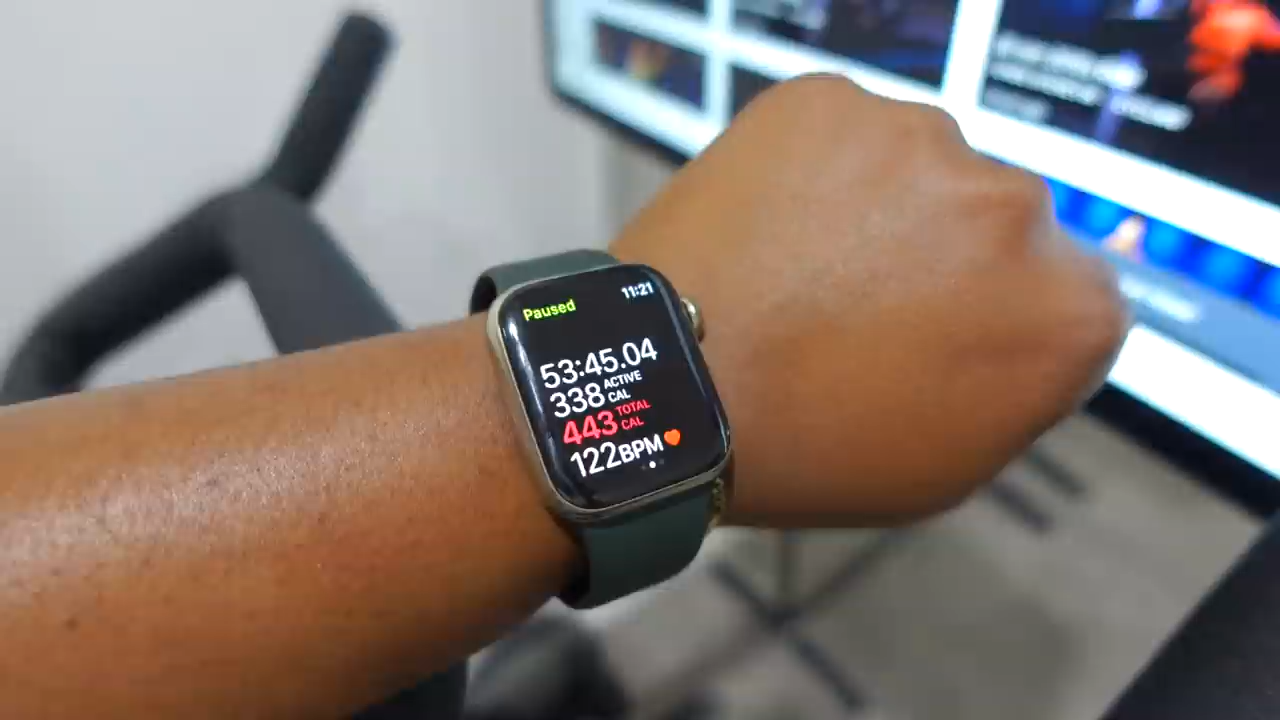 11:21
Paused
53:45.04
338 ACTIVE CAL
443 TOTAL CAL
122BPM